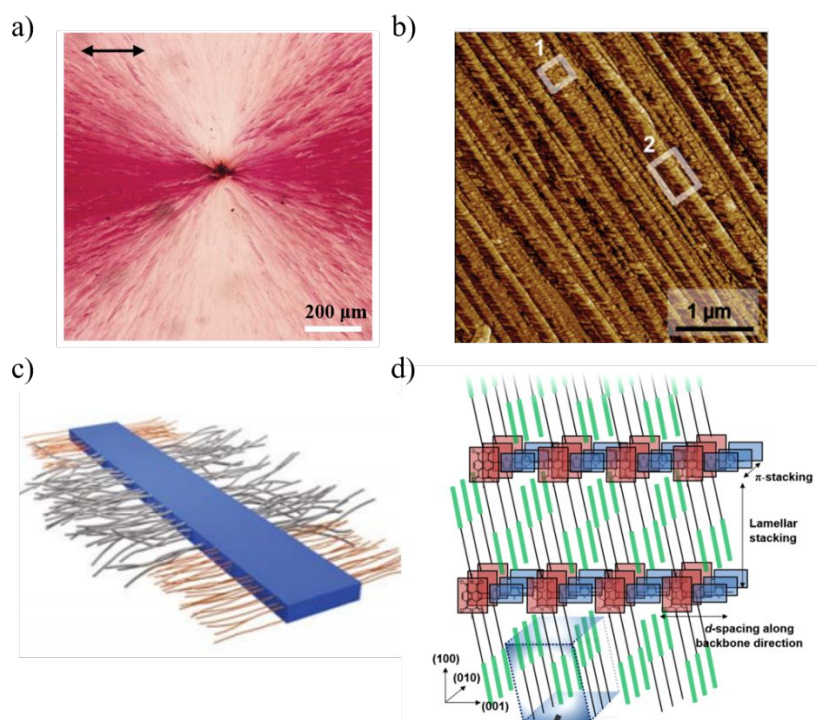 a)
200 μm
b)
1
2
1 μm
c)
d)
π-stacking
Lamellar
stacking
d-spacing along
backbone direction
(100)
(010)
(001)